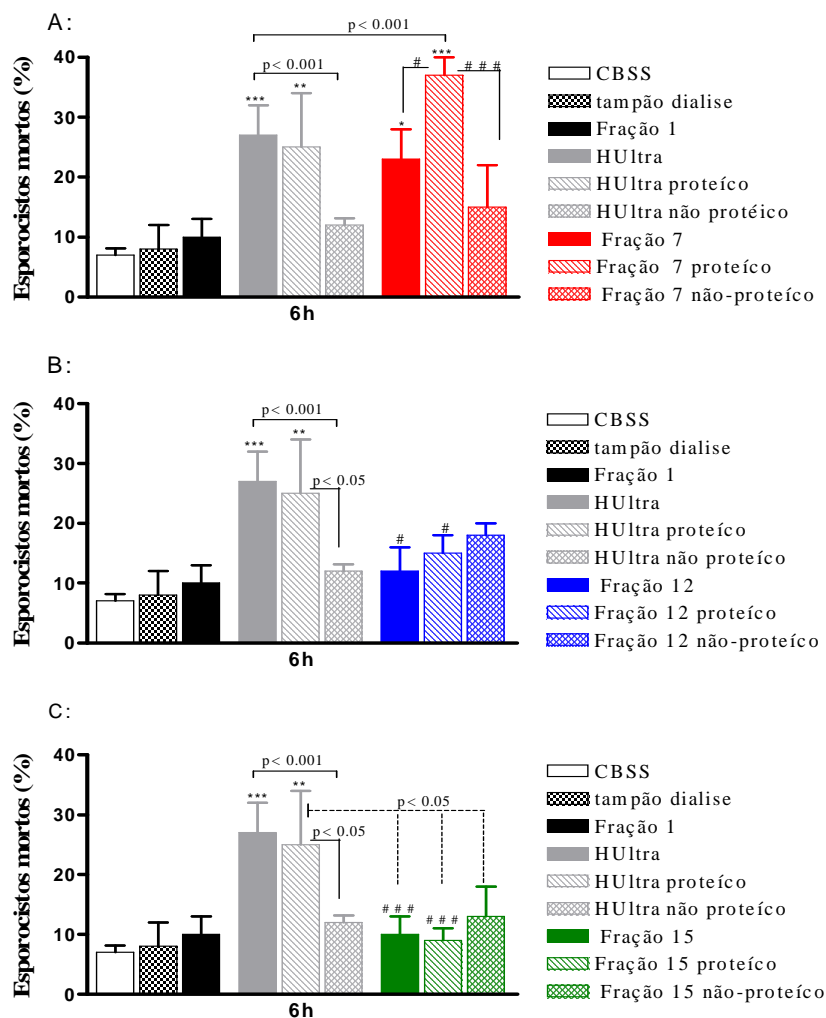 A:
p< 0.001
p< 0.001
***
**
*
#
***
# # #
Esporocistos mortos (%)
40
30
20
10
0
6h
CBSS
tampão dialise
Fração 1
HUltra
HUltra proteíco
HUltra não protéico
Fração 7
Fração 7 proteíco
Fração 7 não-proteíco
B:
p< 0.001
***
**
p< 0.05
#
#
Esporocistos mortos (%)
40
30
20
10
0
6h
CBSS
tampão dialise
Fração 1
HUltra
HUltra proteíco
HUltra não proteíco
Fração 12
Fração 12 proteíco
Fração 12 não-proteíco
C:
p< 0.001
***
**
p< 0.05
p< 0.05
# # #
# # #
Esporocistos mortos (%)
40
30
20
10
0
6h
CBSS
tampão dialise
Fração 1
HUltra
HUltra proteíco
HUltra não proteíco
Fração 15
Fração 15 proteíco
Fração 15 não-proteíco